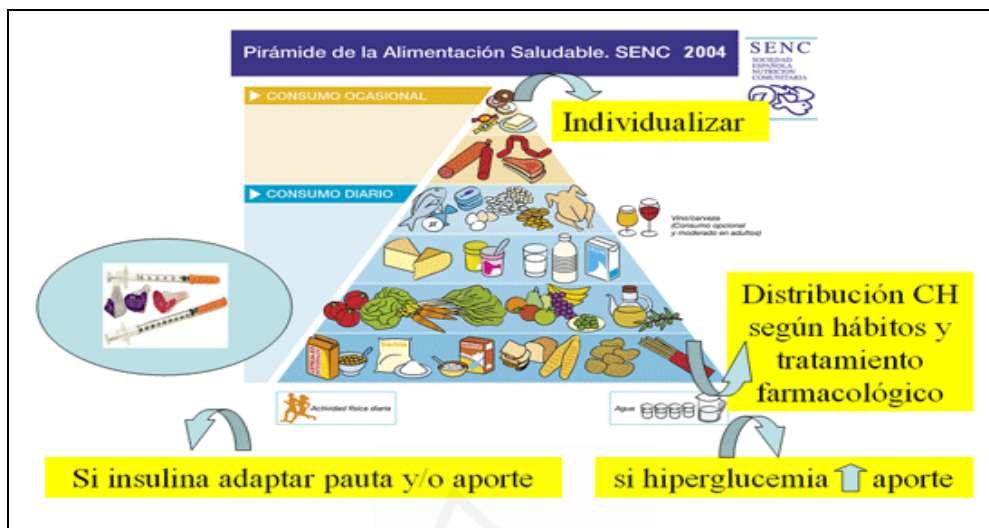 Pirámide de la Alimentación Saludable. SENC 2004
SENC
SOCIEDAD
ESPAÑOLA
NUTRICION
COMUNITARIA
CONSUMO OCASIONAL
Individualizar
CONSUMO DIARIO
Vino/cerveza
(Consumo opcional
y moderado en adultos)
Distribución CH
según hábitos y
tratamiento
farmacológico
Actividad física diaria
Agua
Si insulina adaptar pauta y/o aporte
si hiperglucemia aporte